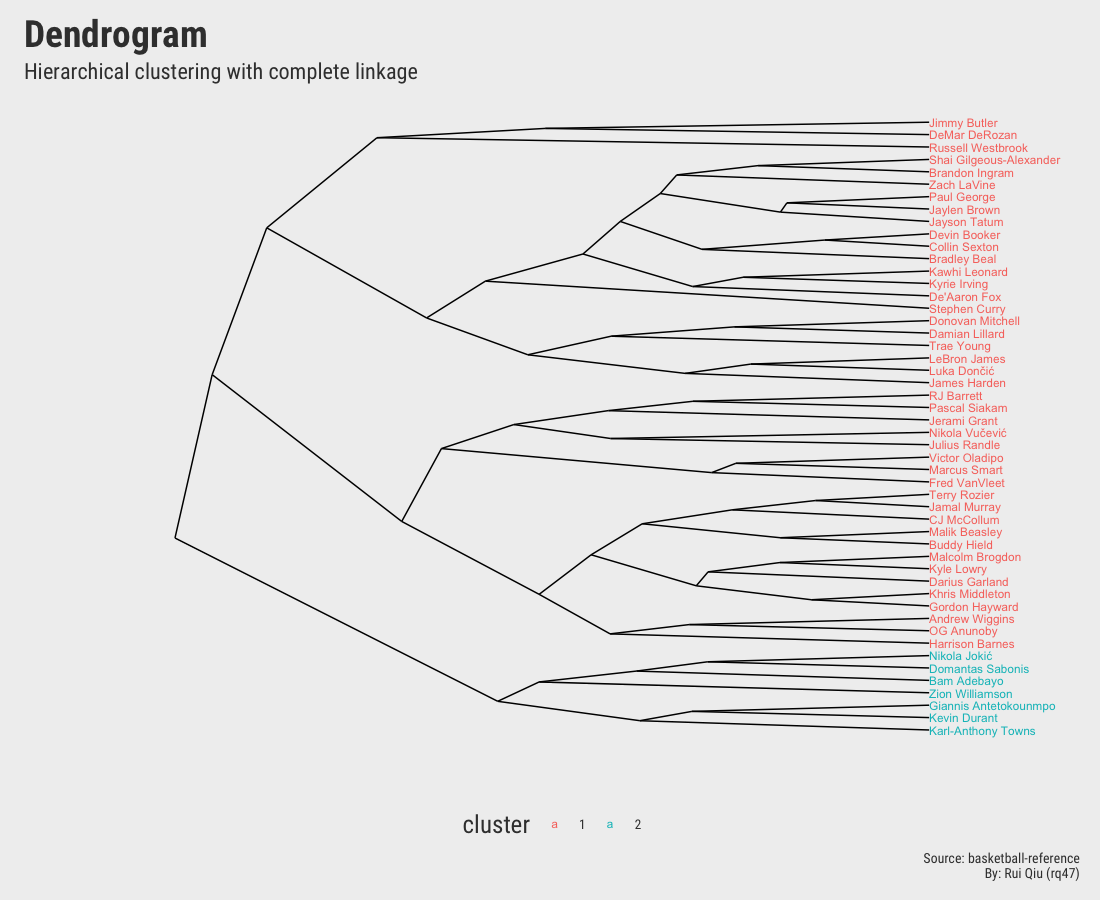 Dendrogram
Hierarchical clustering with complete linkage
Jimmy Butler
DeMar DeRozan
Russell Westbrook
Shai Gilgeous-Alexander
Brandon Ingram
Zach LaVine
Paul George
Jaylen Brown
Jayson Tatum
Devin Booker
Collin Sexton
Bradley Beal
Kawhi Leonard
Kyrie Irving
De'Aaron Fox
Stephen Curry
Donovan Mitchell
Damian Lillard
Trae Young
LeBron James
Luka Dončić
James Harden
RJ Barrett
Pascal Siakam
Jerami Grant
Nikola Vučević
Julius Randle
Victor Oladipo
Marcus Smart
Fred VanVleet
Terry Rozier
Jamal Murray
CJ McCollum
Malik Beasley
Buddy Hield
Malcolm Brogdon
Kyle Lowry
Darius Garland
Khris Middleton
Gordon Hayward
Andrew Wiggins
OG Anunoby
Harrison Barnes
Nikola Jokić
Domantas Sabonis
Bam Adebayo
Zion Williamson
Giannis Antetokounmpo
Kevin Durant
Karl-Anthony Towns
cluster a 1 a 2
Source: basketball-reference
By: Rui Qiu (rq47)